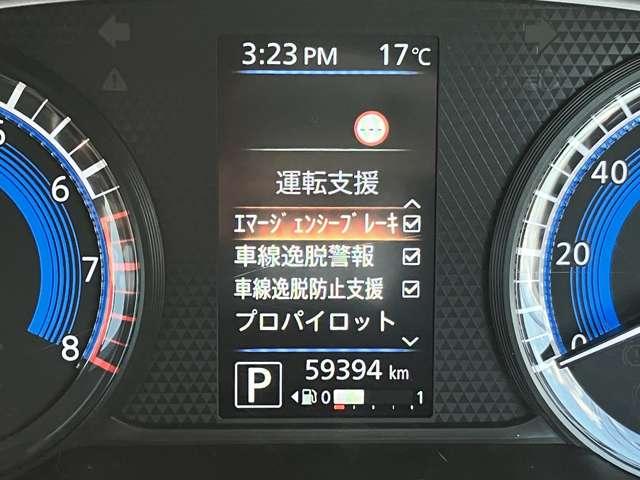 3:23 PM 17℃
運転支援
ｴﾏｰｼﾞｪﾝｼｰﾌﾞﾚｰｷ
車線逸脱警報
車線逸脱防止支援
プロパイロット
P 59394 km
0 1
5
6
7
8
40
20
0